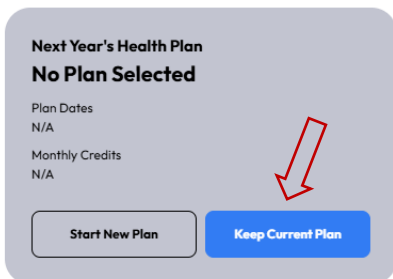 Next Year's Health Plan
No Plan Selected
Plan Dates
N/A
Monthly Credits
N/A
Start New Plan
Keep Current Plan